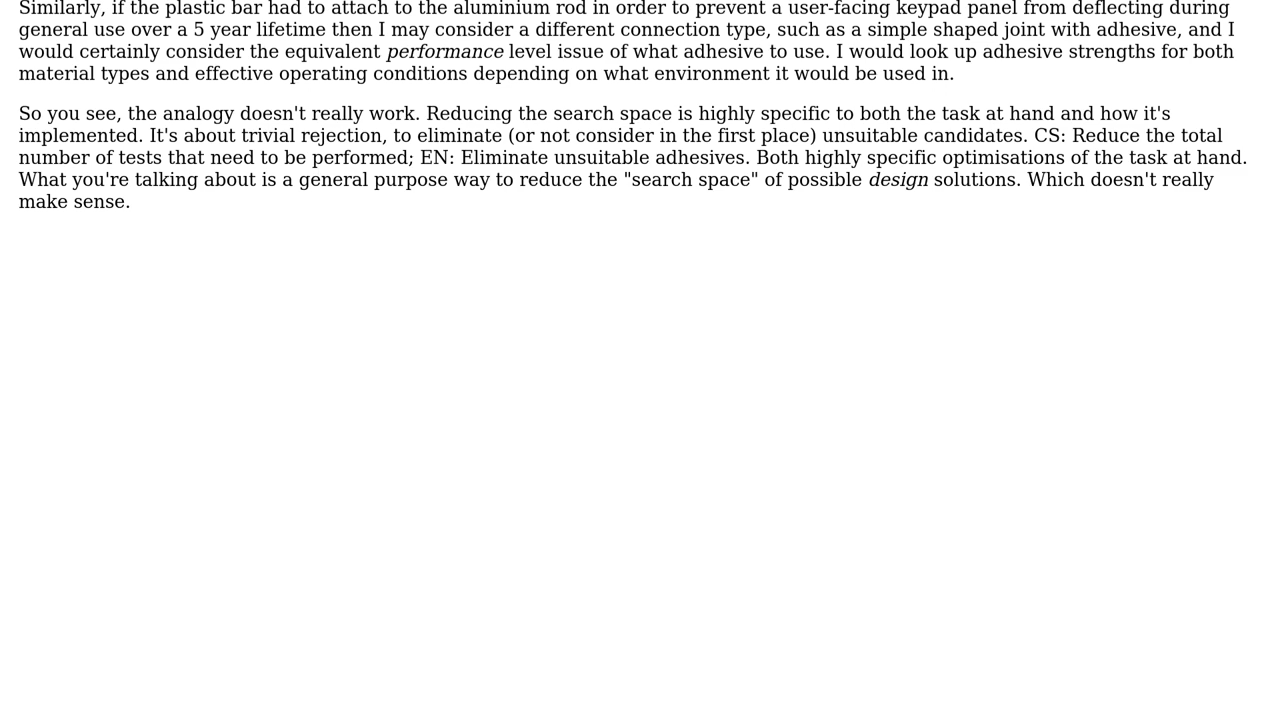 Similarly, if the plastic bar had to attach to the aluminium rod in order to prevent a user-facing keypad panel from deflecting during
general use over a 5 year lifetime then I may consider a different connection type, such as a simple shaped joint with adhesive, and I
would certainly consider the equivalent performance level issue of what adhesive to use. I would look up adhesive strengths for both
material types and effective operating conditions depending on what environment it would be used in.
So you see, the analogy doesn't really work. Reducing the search space is highly specific to both the task at hand and how it's
implemented. It's about trivial rejection, to eliminate (or not consider in the first place) unsuitable candidates. CS: Reduce the total
number of tests that need to be performed; EN: Eliminate unsuitable adhesives. Both highly specific optimisations of the task at hand.
What you're talking about is a general purpose way to reduce the "search space" of possible design solutions. Which doesn't really
make sense.